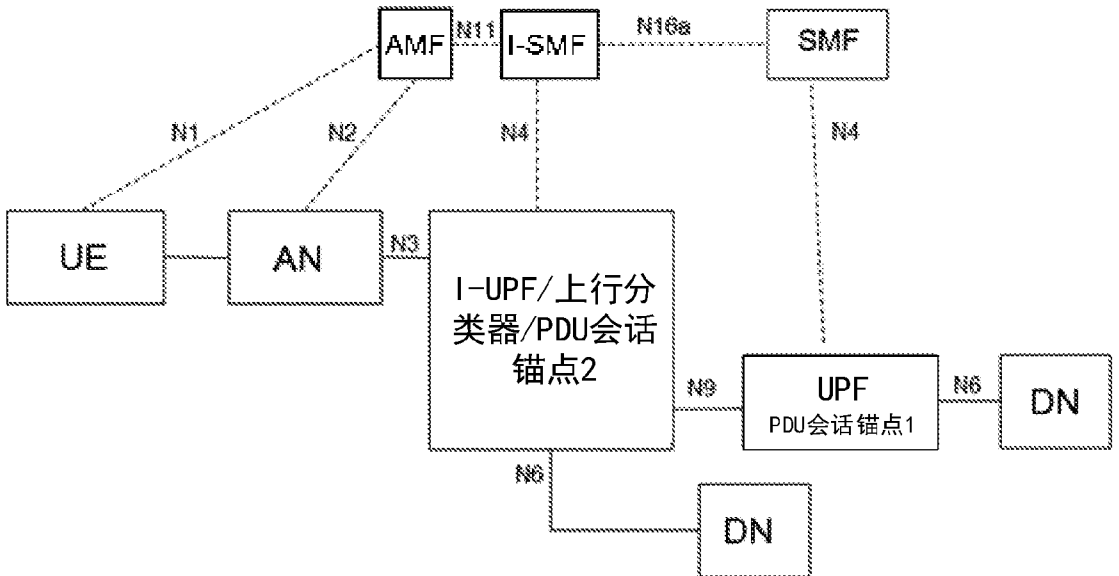 AMF
N11
I-SMF
N16a
SMF
N1
N2
N4
N4
UE
AN
N3
I-UPF/上行分
类器/PDU会话
锚点2
N9
UPF
PDU会话锚点1
N6
DN
N6
DN